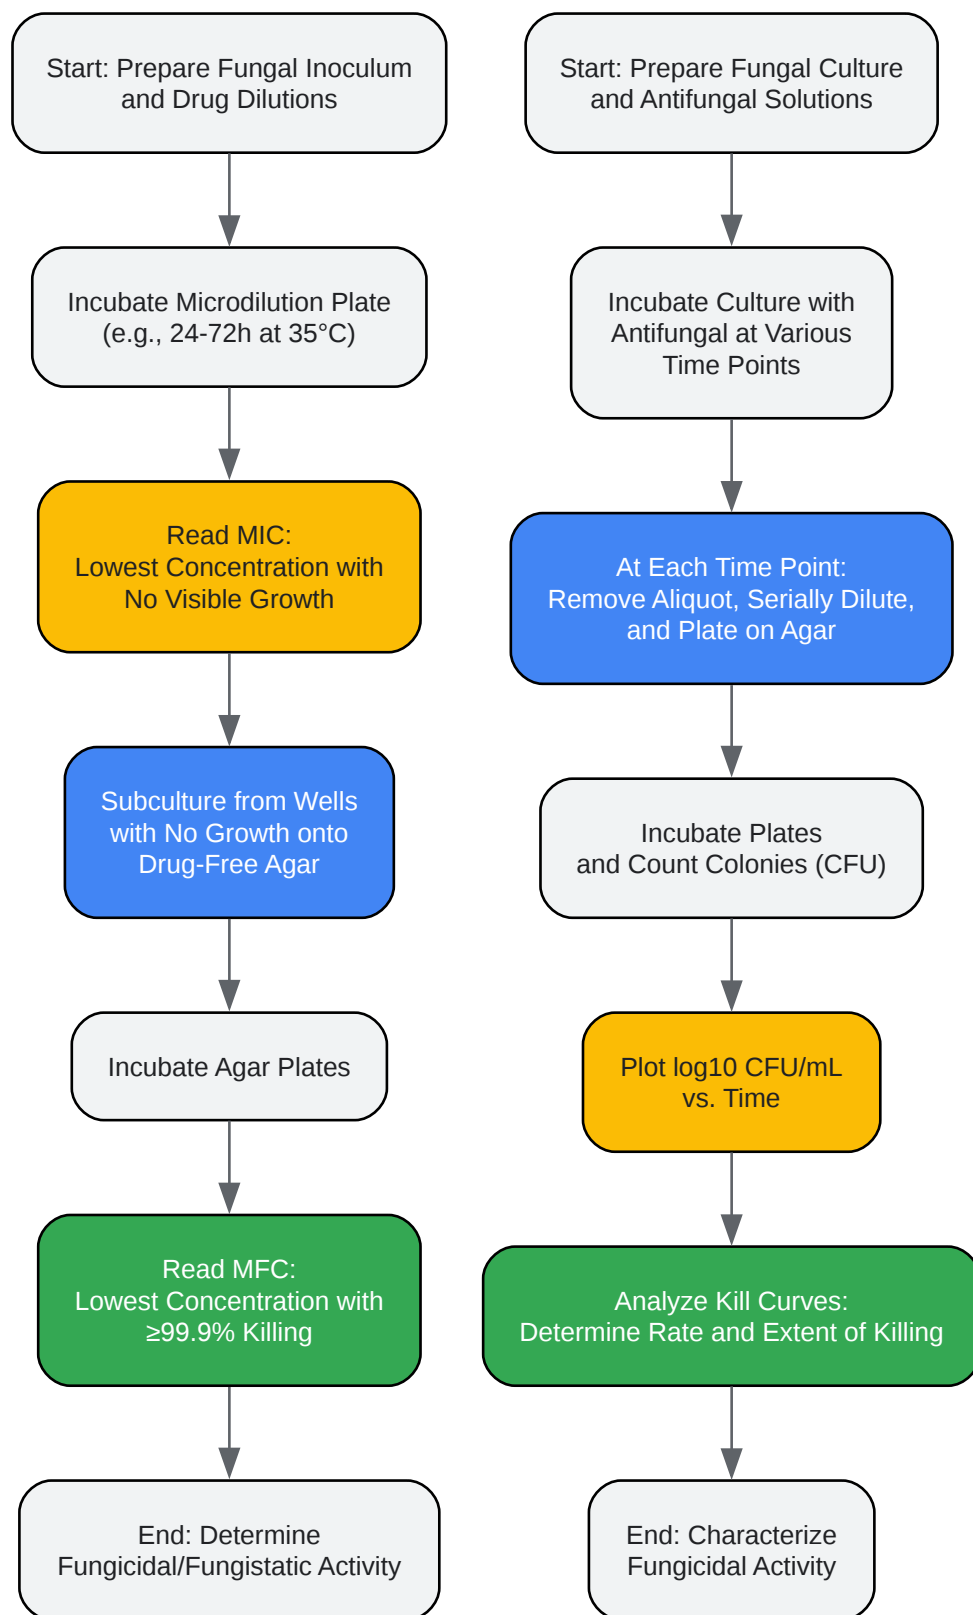 Start: Prepare Fungal Inoculum
and Drug Dilutions
Incubate Microdilution Plate
(e.g., 24-72h at 35°C)
Read MIC:
Lowest Concentration with
No Visible Growth
Subculture from Wells
with No Growth onto
Drug-Free Agar
Incubate Agar Plates
Read MFC:
Lowest Concentration with
≥99.9% Killing
End: Determine
Fungicidal/Fungistatic Activity
Start: Prepare Fungal Culture
and Antifungal Solutions
Incubate Culture with
Antifungal at Various
Time Points
At Each Time Point:
Remove Aliquot, Serially Dilute,
and Plate on Agar
Incubate Plates
and Count Colonies (CFU)
Plot log10 CFU/mL
vs. Time
Analyze Kill Curves:
Determine Rate and Extent of Killing
End: Characterize
Fungicidal Activity